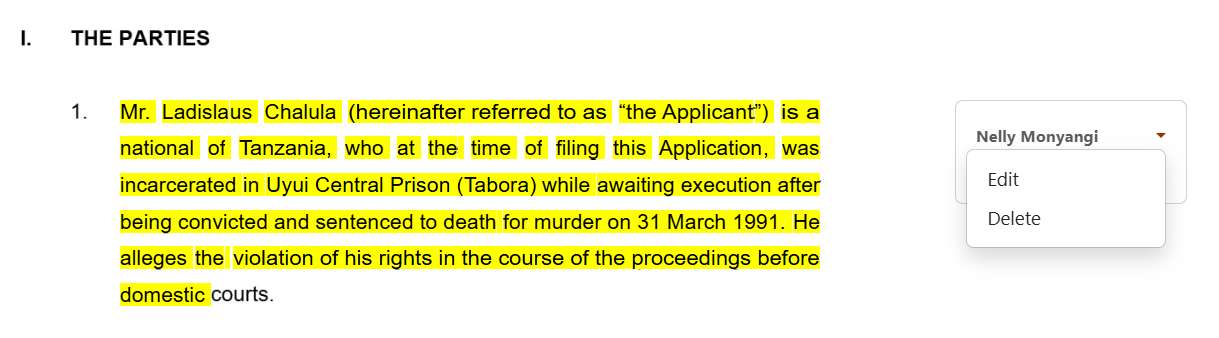 I. THE PARTIES
1. Mr. Ladislaus Chalula (hereinafter referred to as “the Applicant”) is a
national of Tanzania, who at the time of filing this Application, was
incarcerated in Uyui Central Prison (Tabora) while awaiting execution after
being convicted and sentenced to death for murder on 31 March 1991. He
alleges the violation of his rights in the course of the proceedings before
domestic courts.
Nelly Monyangi
Edit
Delete